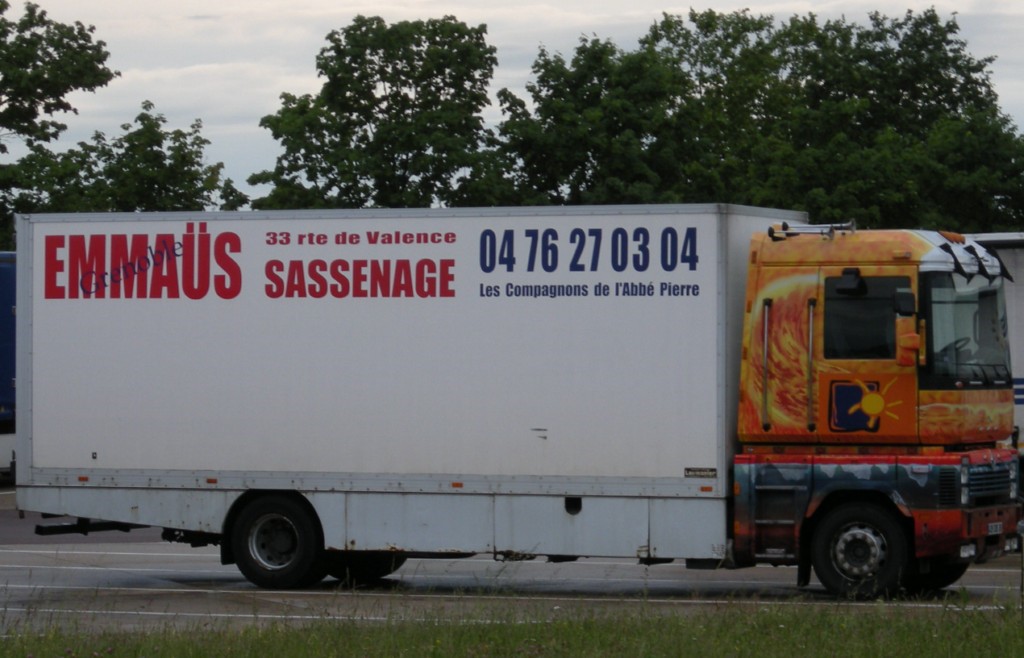 EMMAÜS
Grenoble
33 rte de Valence
SASSENAGE
04 76 27 03 04
Les Compagnons de l'Abbé Pierre